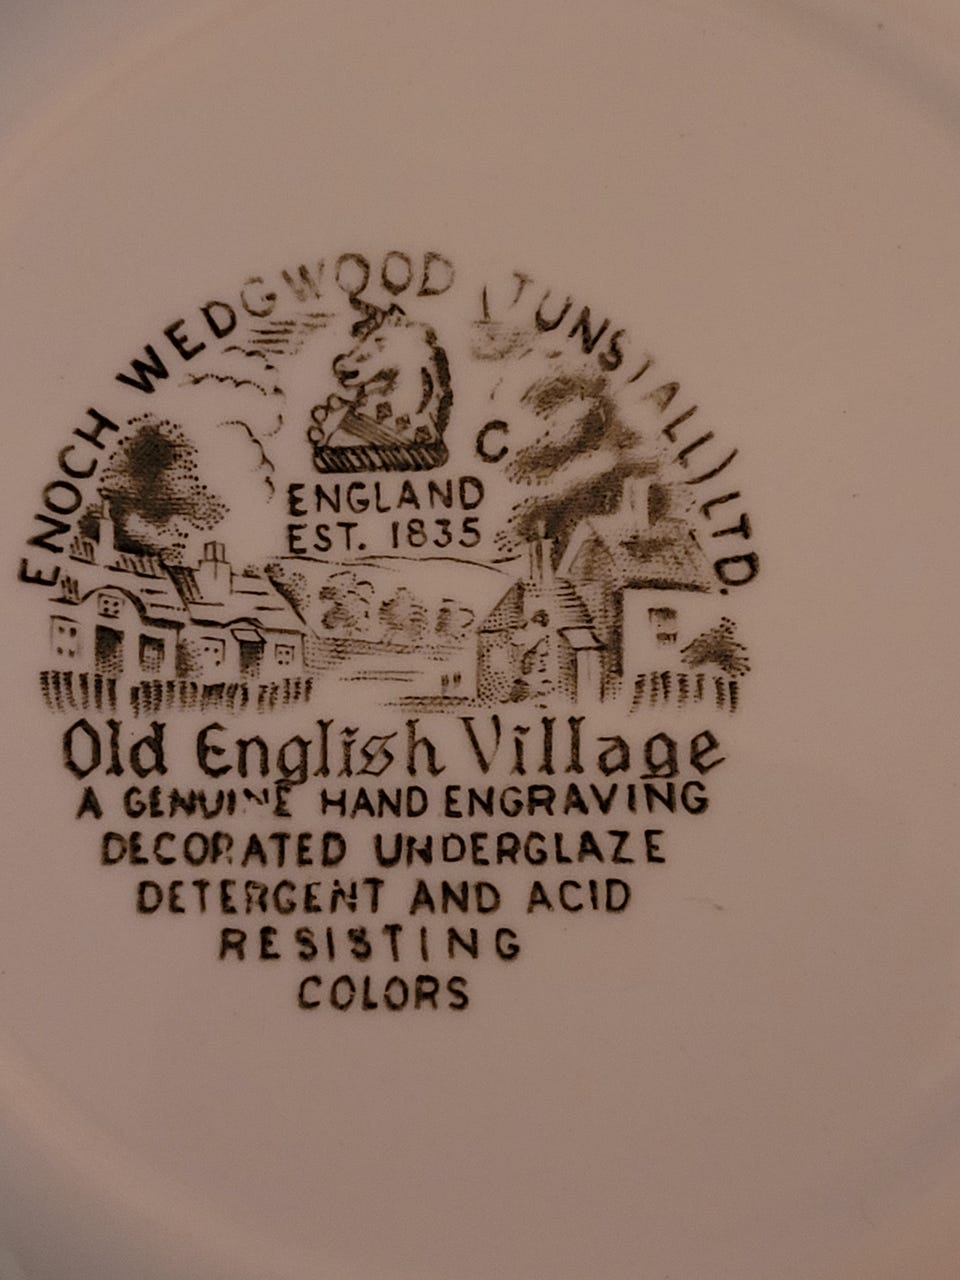 ENOCH WEDGWOOD (TUNSTALL) LTD.
C
ENGLAND
EST. 1835
Old English Village
A GENUINE HAND ENGRAVING
DECORATED UNDERGLAZE
DETERGENT AND ACID
RESISTING
COLORS